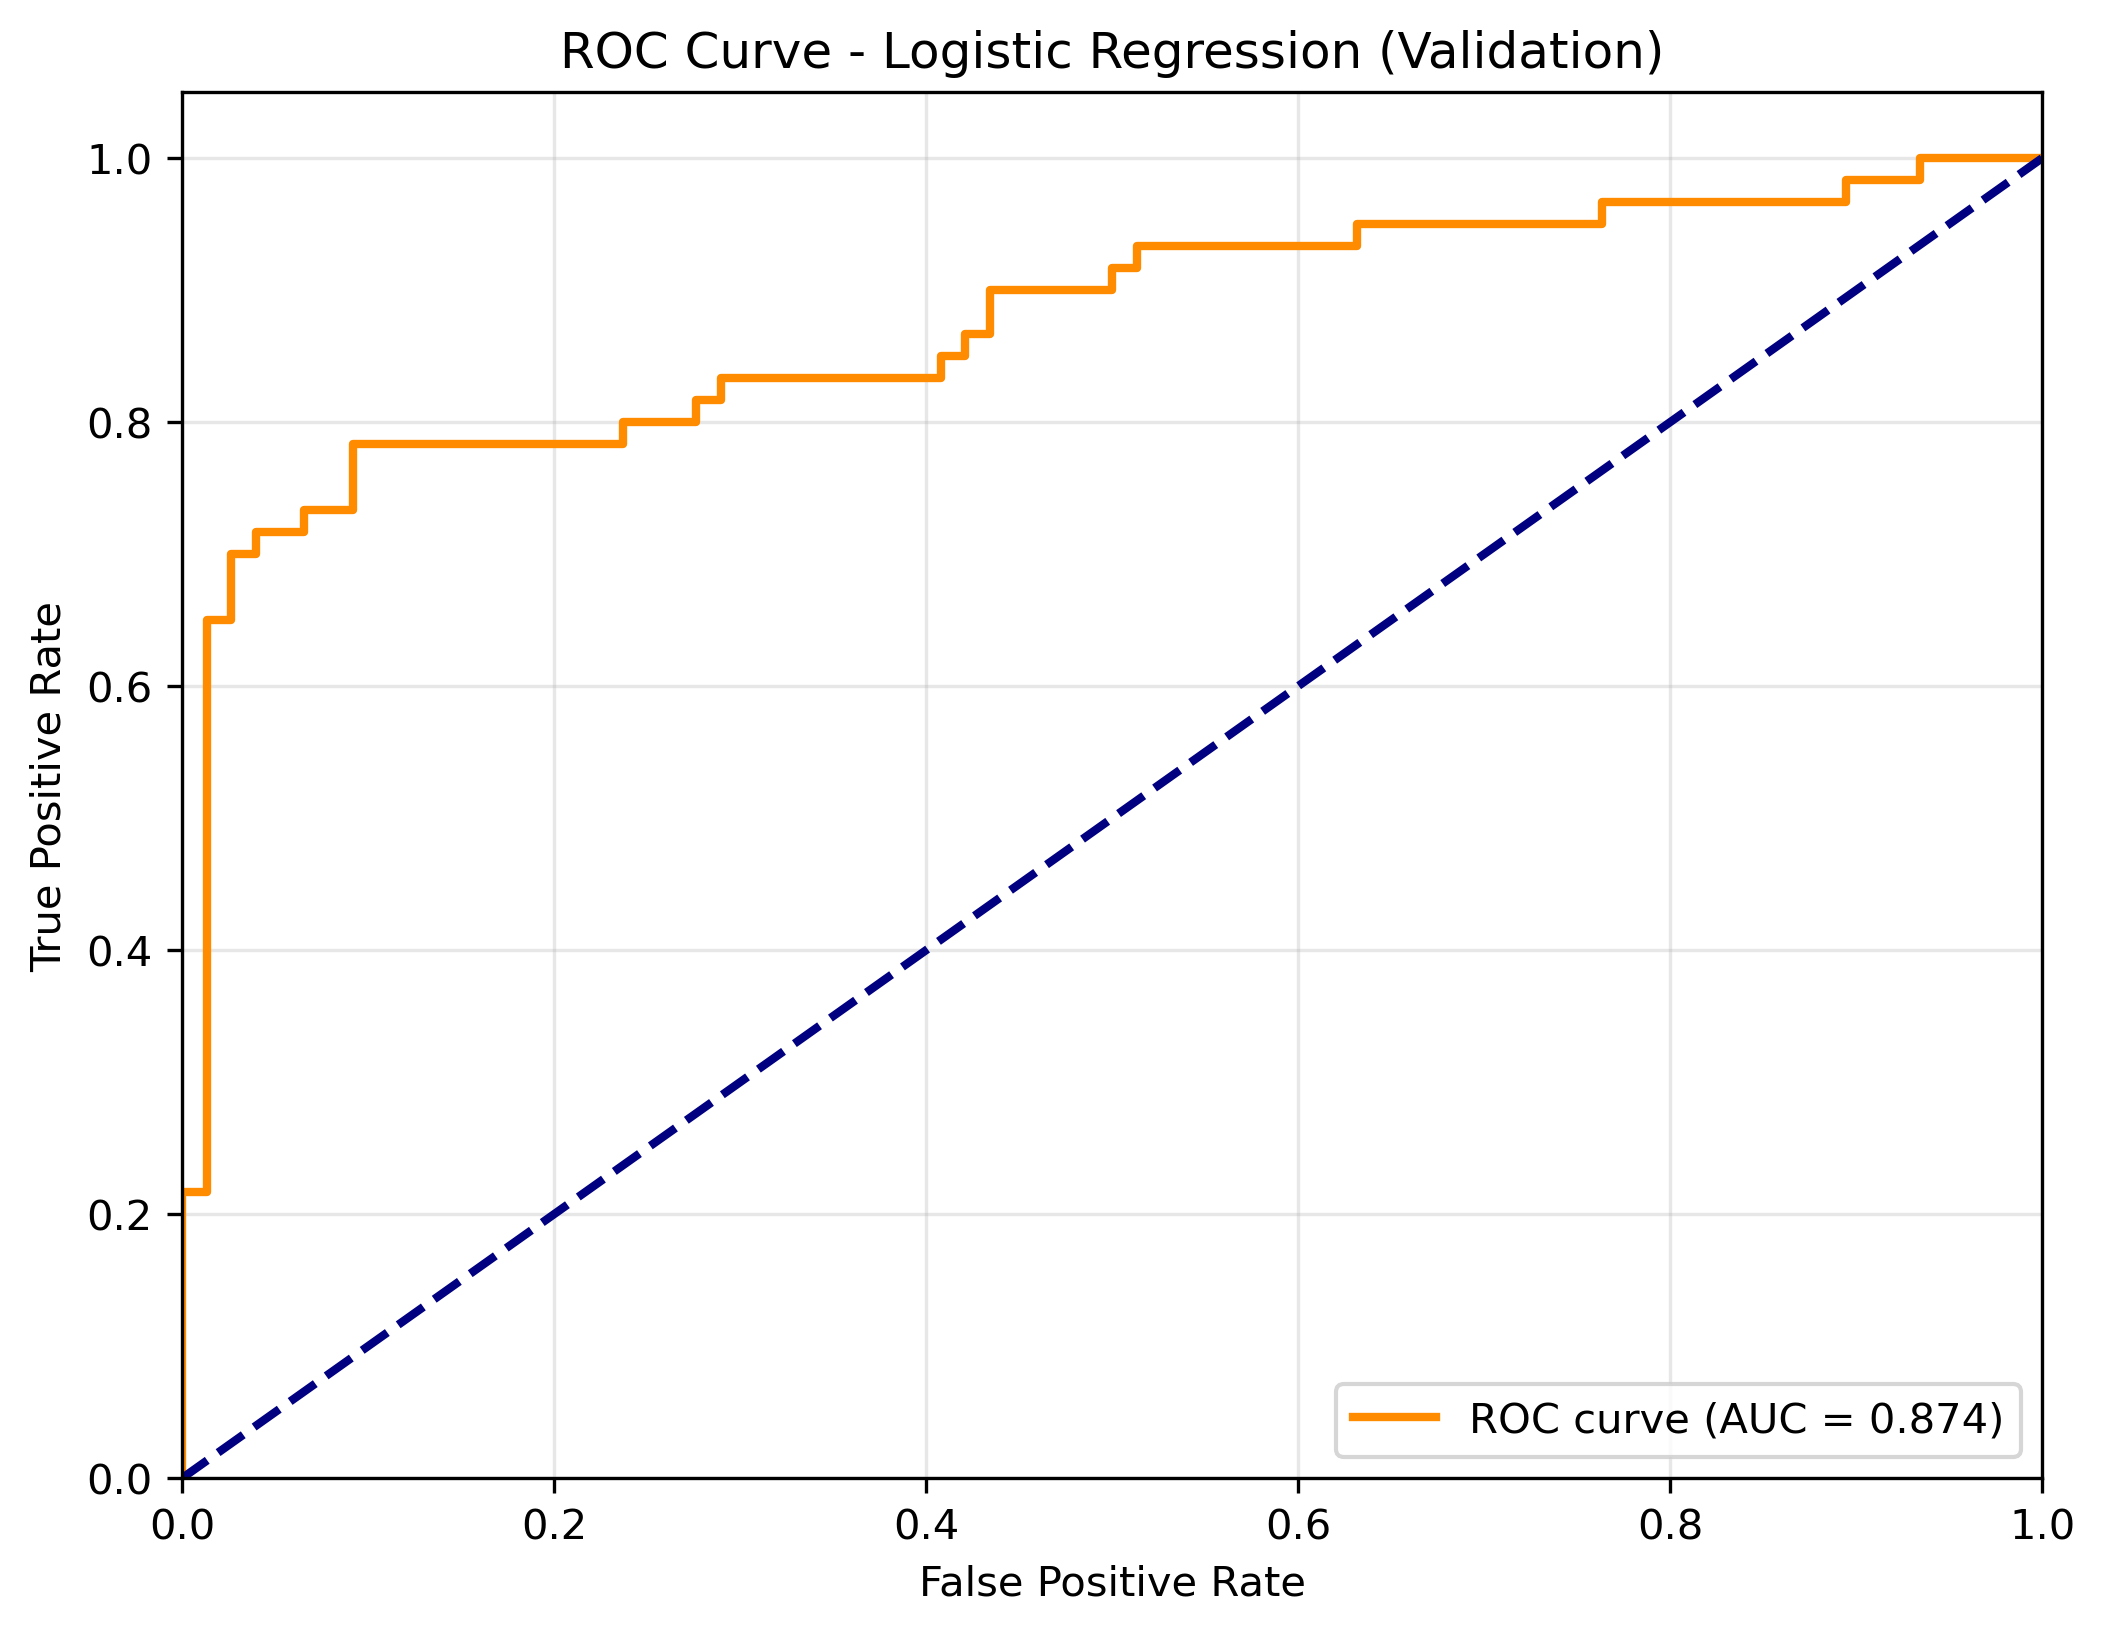 ROC Curve - Logistic Regression (Validation)
1.0
0.8
0.6
0.4
0.2
0.0
True Positive Rate
0.0 0.2 0.4 0.6 0.8 1.0
False Positive Rate
ROC curve (AUC = 0.874)